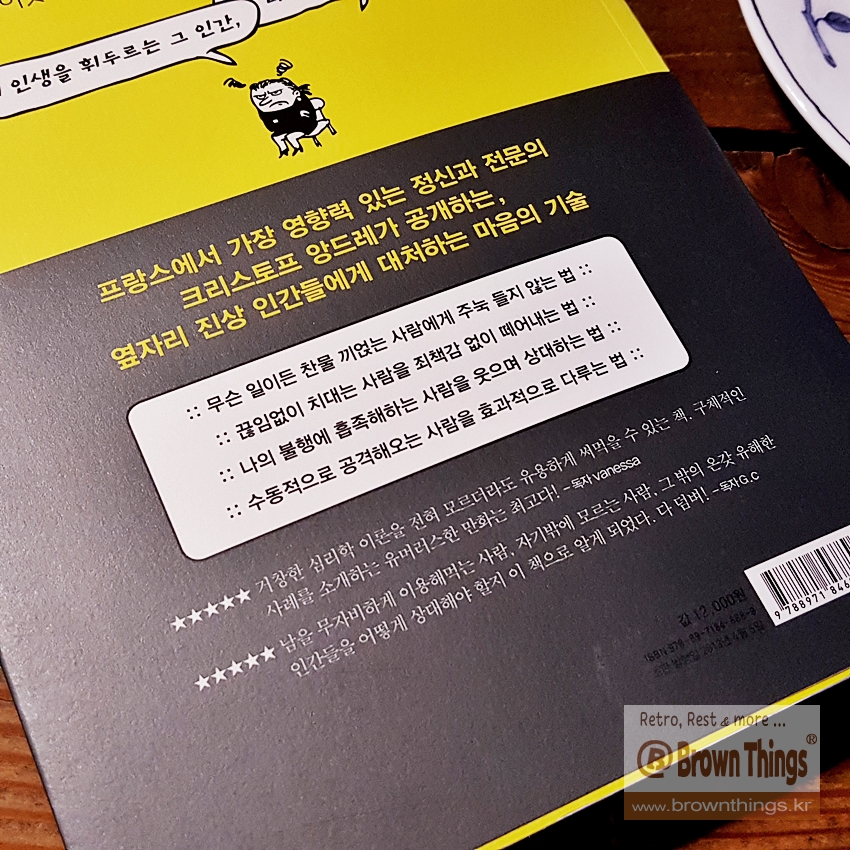 인생을 휘두르는 그 인간,
프랑스에서 가장 영향력 있는 정신과 전문의
크리스토프 앙드레가 공개하는,
옆자리 진상 인간들에게 대처하는 마음의 기술
:: 무슨 일이든 찬물 끼얹는 사람에게 주눅 들지 않는 법 ::
:: 끊임없이 치대는 사람을 죄책감 없이 떼어내는 법 ::
:: 나의 불행에 흡족해하는 사람을 웃으며 상대하는 법 ::
:: 수동적으로 공격해오는 사람을 효과적으로 다루는 법 ::
★★★★★ 거창한 심리학 이론을 전혀 모르더라도 유용하게 써먹을 수 있는 책. 구체적인
사례를 소개하는 유머러스한 만화는 최고다! -독자 vanessa
★★★★★ 남을 무자비하게 이용해먹는 사람, 자기밖에 모르는 사람, 그 밖의 온갖 유해한
인간들을 어떻게 상대해야 할지 이 책으로 알게 되었다. 다 덤벼! -독자 G.c
값 12,000원
9 788971 846
Retro, Rest & more ...
® Brown Things®
www.brownthings.kr